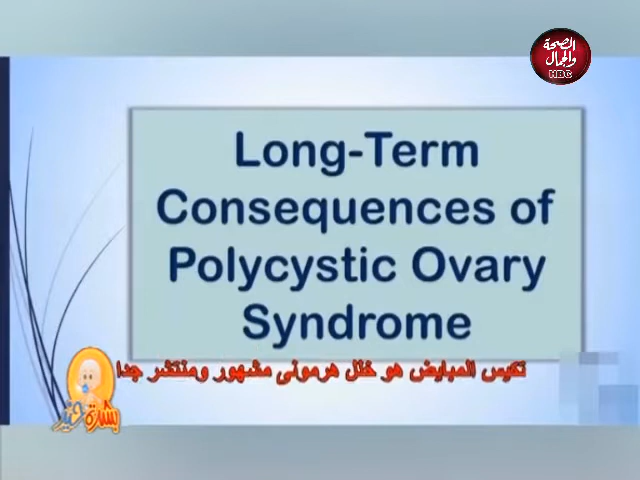 الصحة
والجمال
HBC
Long-Term
Consequences of
Polycystic Ovary
Syndrome
تكيس المبايض هو خلل هرمونى مشهور ومنتشر جدا
بشرة خير